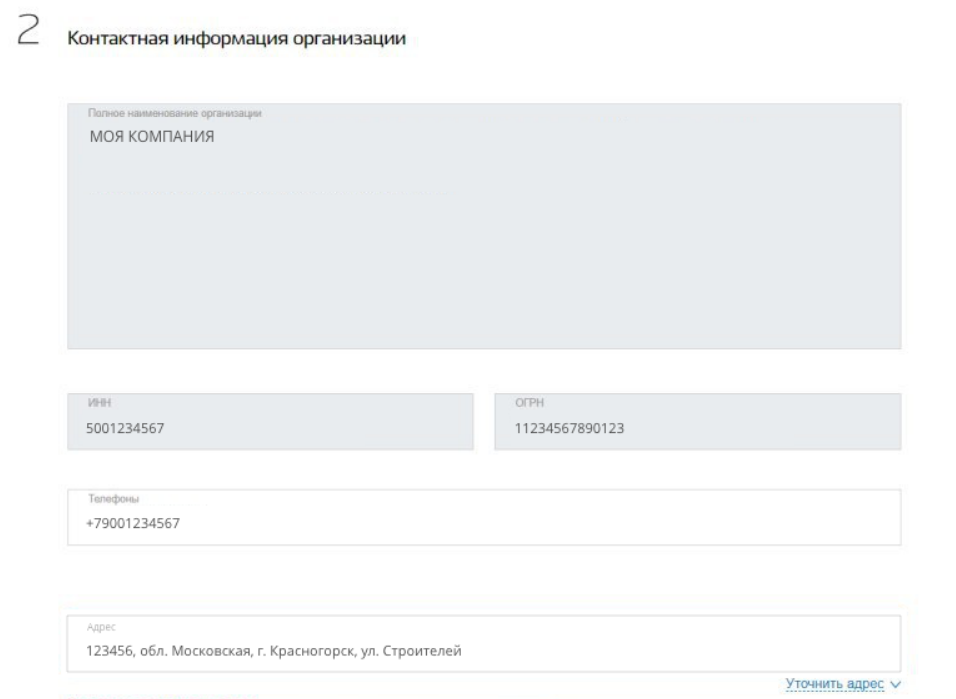 2
Контактная информация организации
Полное наименование организации
МОЯ КОМПАНИЯ
ИНН
5001234567
ОГРН
11234567890123
Телефоны
+79001234567
Адрес
123456, обл. Московская, г. Красногорск, ул. Строителей
Уточнить адрес